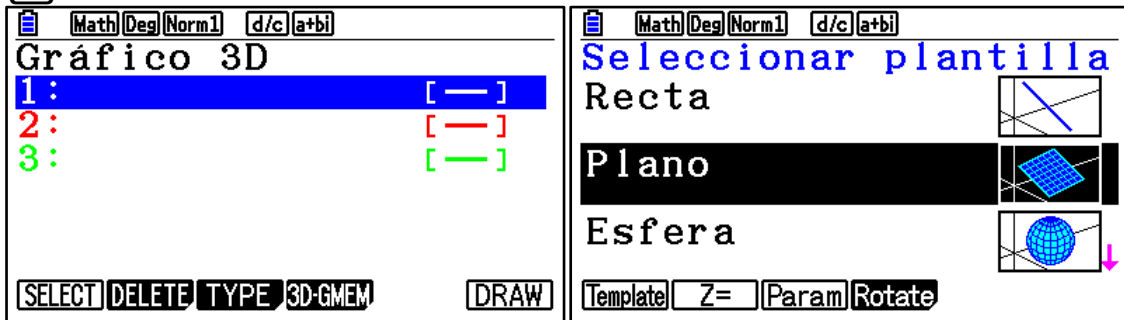 Math Deg Norm1 d/c a+bi
Gráfico 3D
1: [—]
2: [—]
3: [—]
SELECT DELETE TYPE 3D·GMEM DRAW
Math Deg Norm1 d/c a+bi
Seleccionar plantilla
Recta
Plano
Esfera
Template Z= Param Rotate